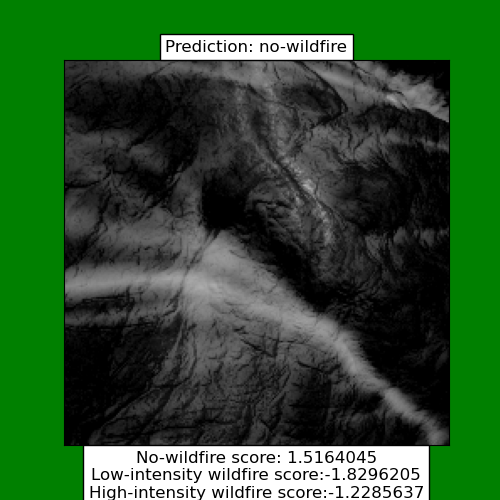 Prediction: no-wildfire
No-wildfire score: 1.5164045
Low-intensity wildfire score:-1.8296205
High-intensity wildfire score:-1.2285637